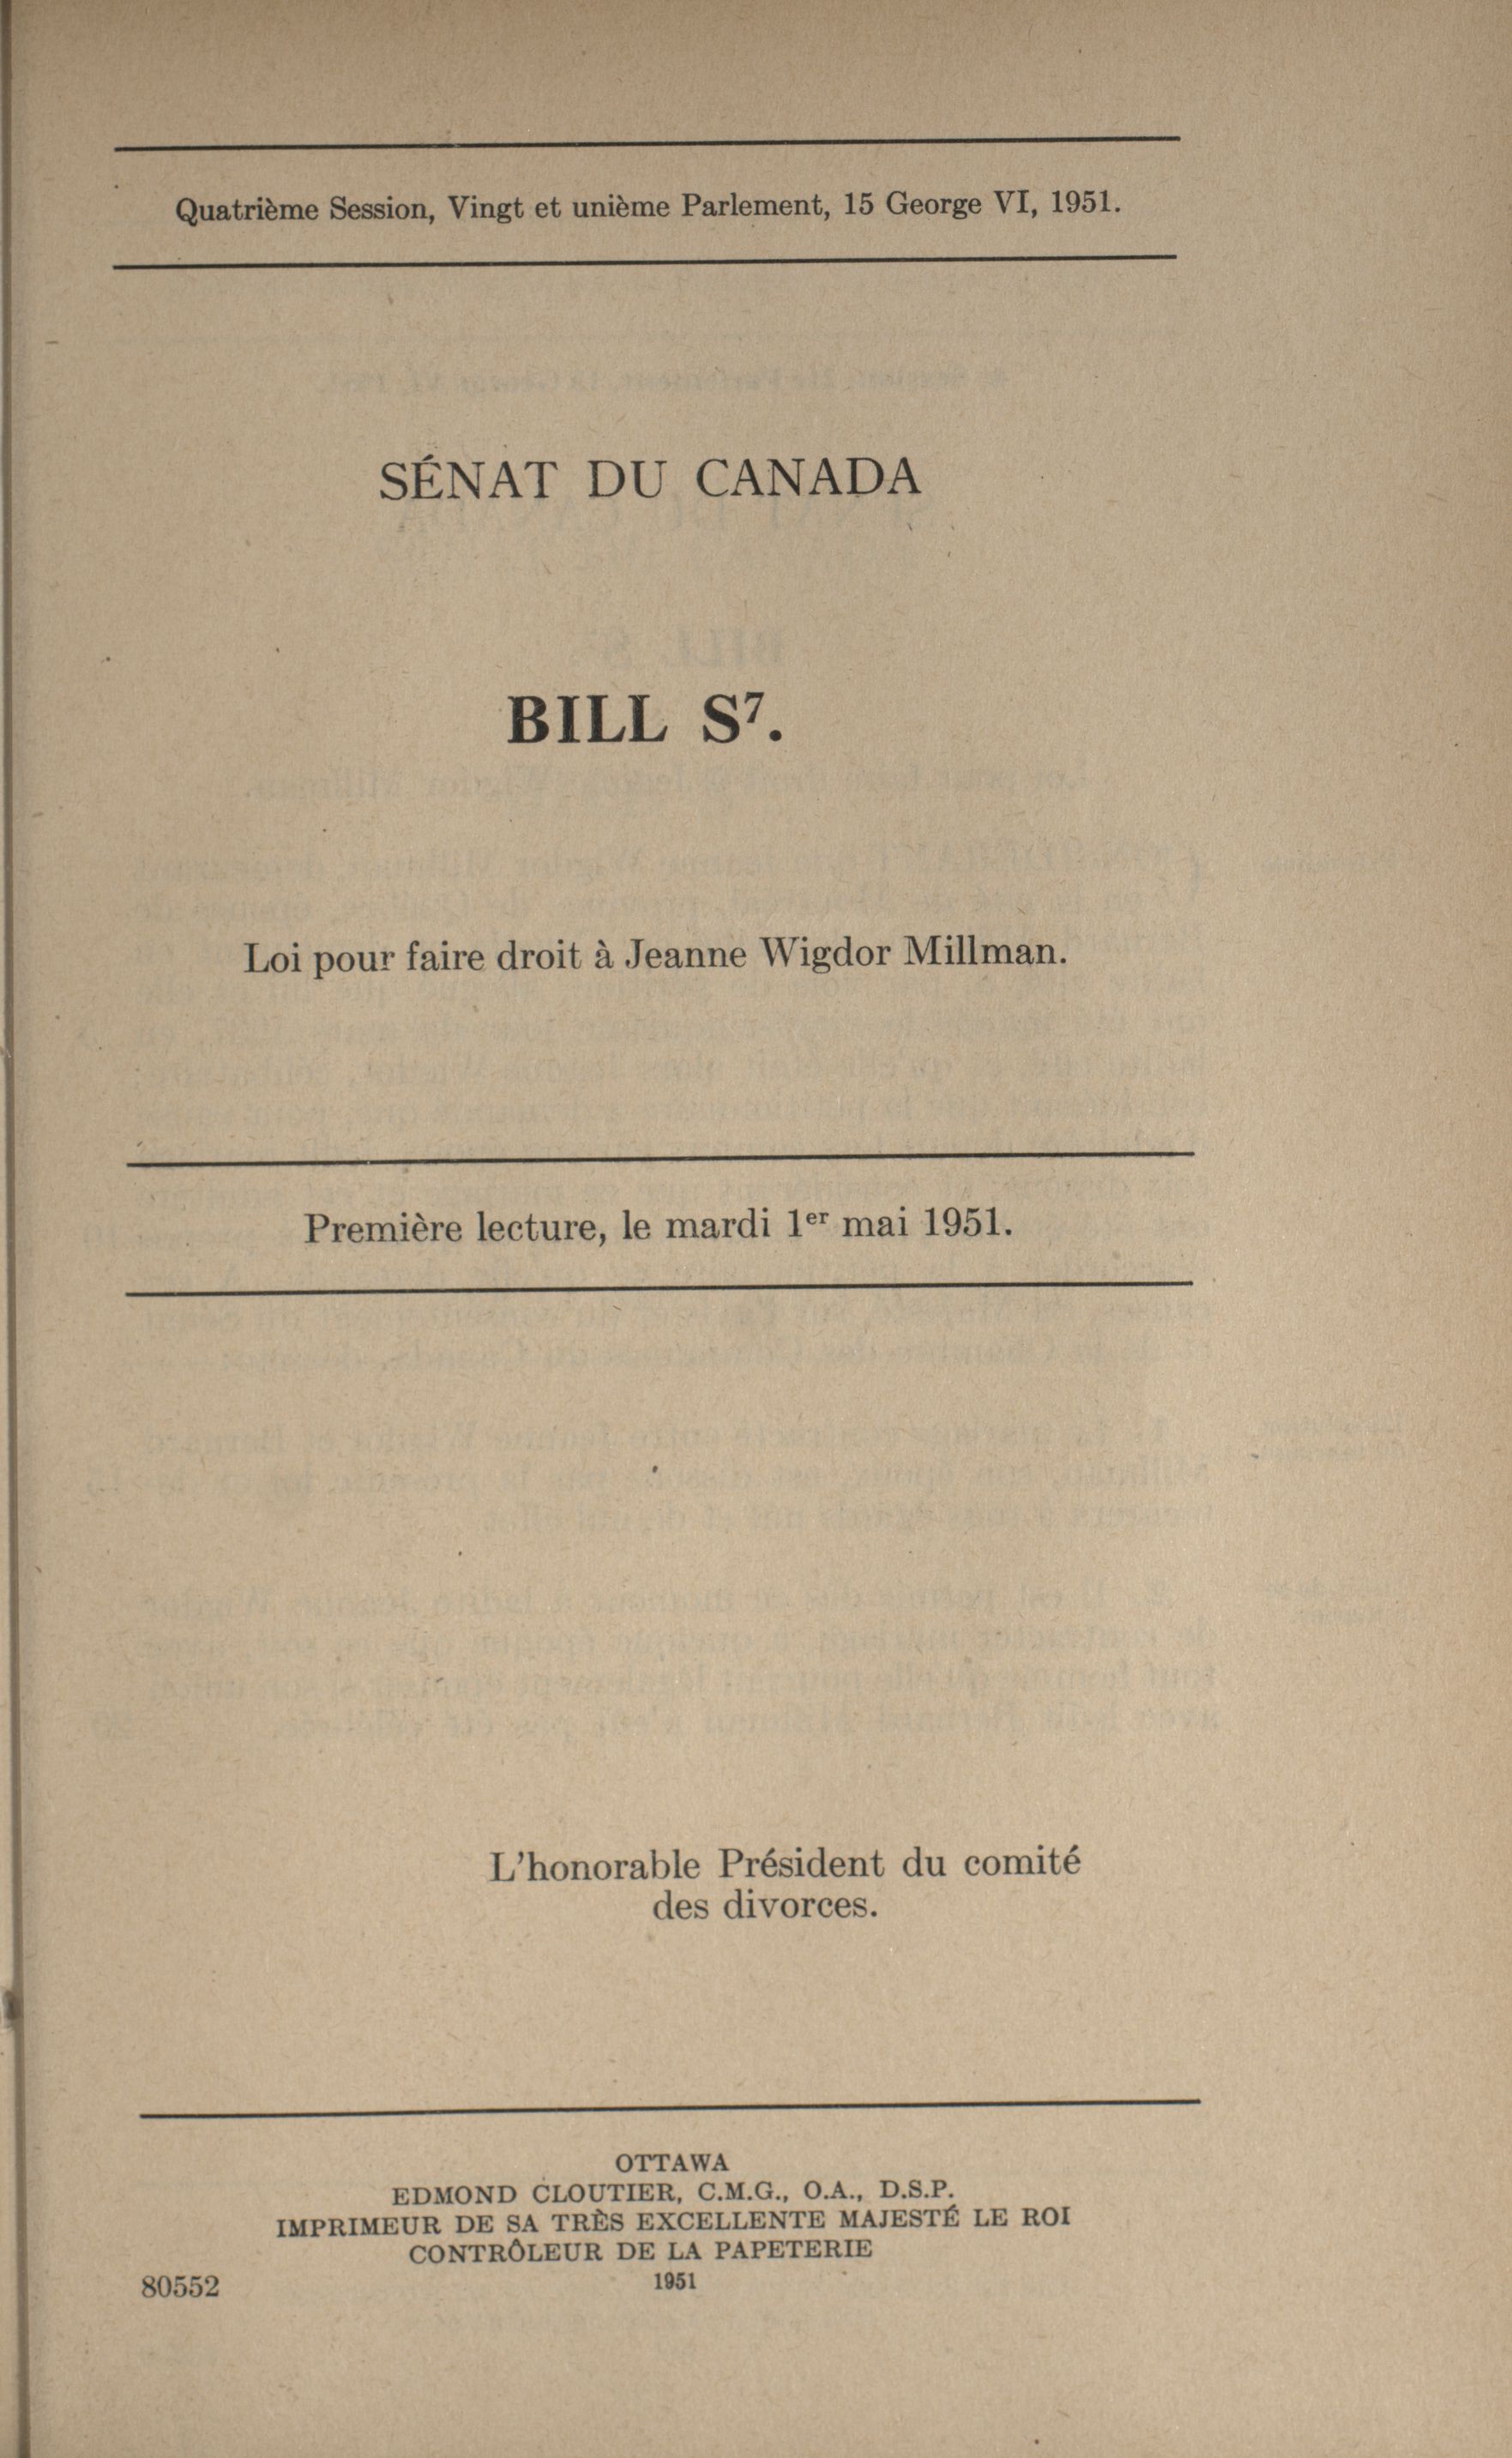 Quatrième Session, Vingt et unième Parlement, 15 George VI, 1951.
SÉNAT DU CANADA
BILL S⁷.
Loi pour faire droit à Jeanne Wigdor Millman.
Première lecture, le mardi 1ᵉʳ mai 1951.
L'honorable Président du comité
des divorces.
OTTAWA
EDMOND CLOUTIER, C.M.G., O.A., D.S.P.
IMPRIMEUR DE SA TRÈS EXCELLENTE MAJESTÉ LE ROI
CONTRÔLEUR DE LA PAPETERIE
1951
80552